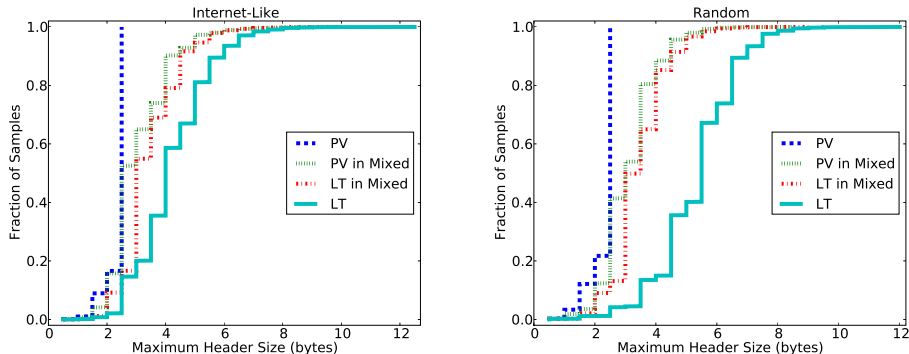 Internet-Like
1.0
0.8
0.6
0.4
0.2
0.0
Fraction of Samples
0 2 4 6 8 10 12
Maximum Header Size (bytes)
PV
PV in Mixed
LT in Mixed
LT
Random
1.0
0.8
0.6
0.4
0.2
0.0
Fraction of Samples
0 2 4 6 8 10 12
Maximum Header Size (bytes)
PV
PV in Mixed
LT in Mixed
LT